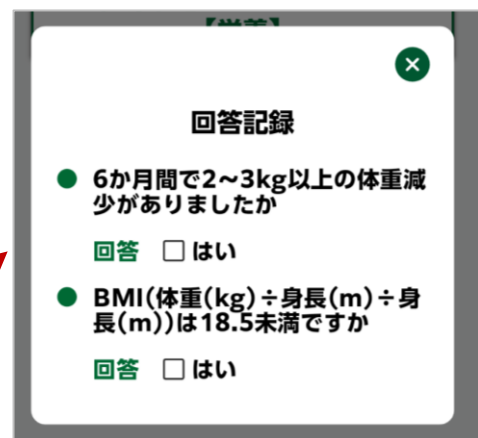 【栄養】
回答記録
● 6か月間で2～3kg以上の体重減
少がありましたか
回答 □ はい
● BMI(体重(kg)÷身長(m)÷身
長(m))は18.5未満ですか
回答 □ はい